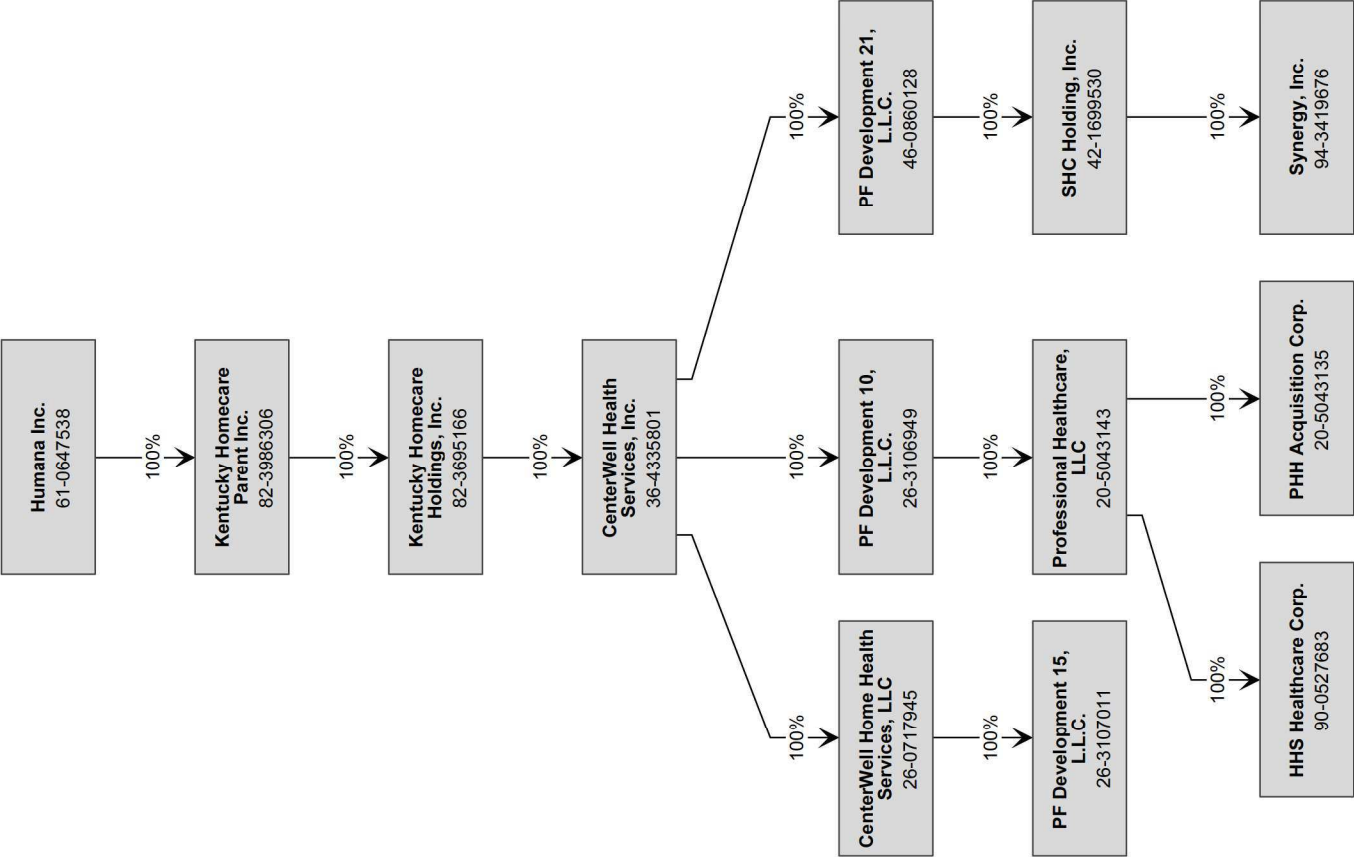 Humana Inc.
61-0647538
100%
Kentucky Homecare
Parent Inc.
82-3986306
100%
Kentucky Homecare
Holdings, Inc.
82-3695166
100%
CenterWell Health
Services, Inc.
36-4335801
100%
CenterWell Home Health
Services, LLC
26-0717945
100%
PF Development 10,
L.L.C.
26-3106949
100%
PF Development 21,
L.L.C.
46-0860128
100%
PF Development 15,
L.L.C.
26-3107011
100%
Professional Healthcare,
LLC
20-5043143
100%
SHC Holding, Inc.
42-1699530
100%
HHS Healthcare Corp.
90-0527683
100%
PHH Acquisition Corp.
20-5043135
100%
Synergy, Inc.
94-3419676